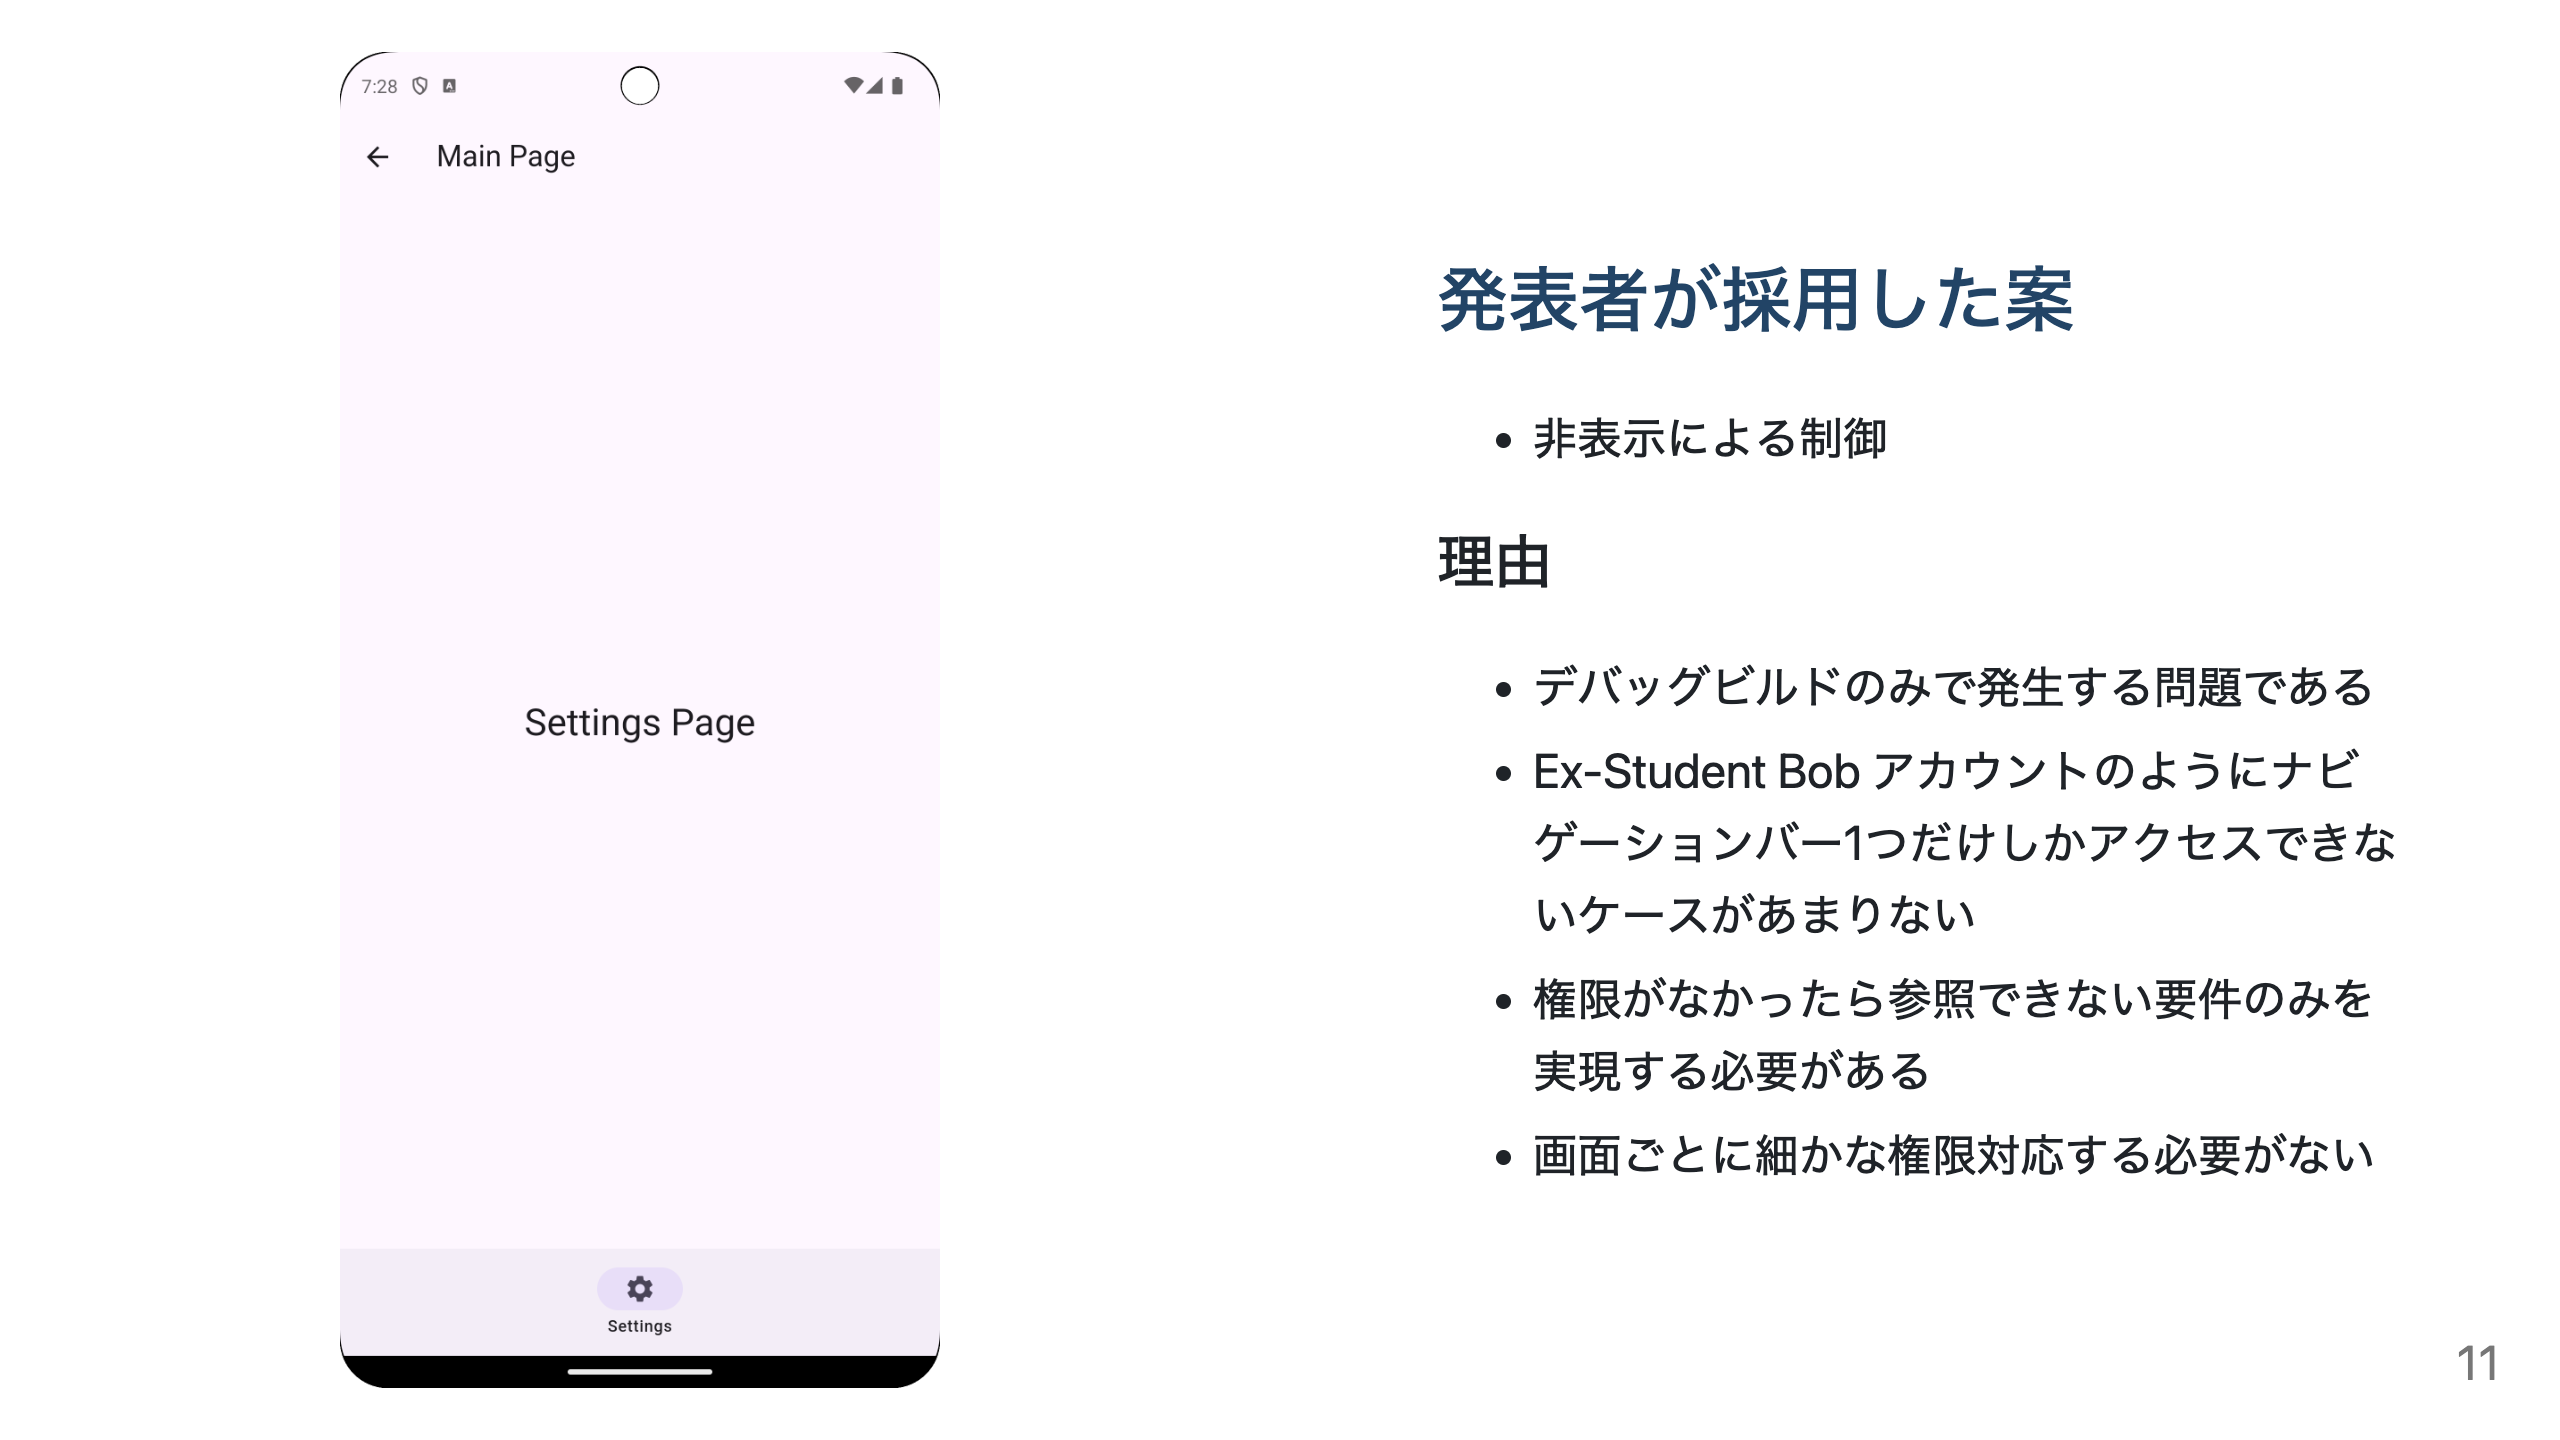 7:28
Main Page
Settings Page
Settings
発表者が採用した案
• 非表示による制御
理由
• デバッグビルドのみで発生する問題である
• Ex-Student Bob アカウントのようにナビ
ゲーションバー1つだけしかアクセスできな
いケースがあまりない
• 権限がなかったら参照できない要件のみを
実現する必要がある
• 画面ごとに細かな権限対応する必要がない
11